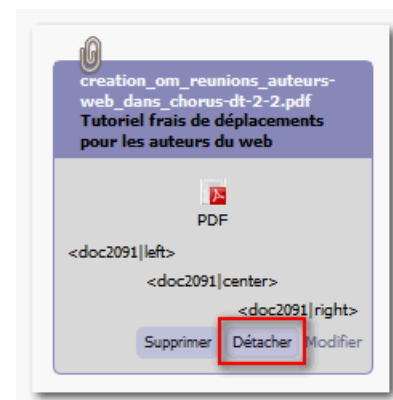 creation_om_reunions_auteurs-
web_dans_chorus-dt-2-2.pdf
Tutoriel frais de déplacements
pour les auteurs du web
PDF
<doc2091|left>
<doc2091|center>
<doc2091|right>
Supprimer Détacher Modifier